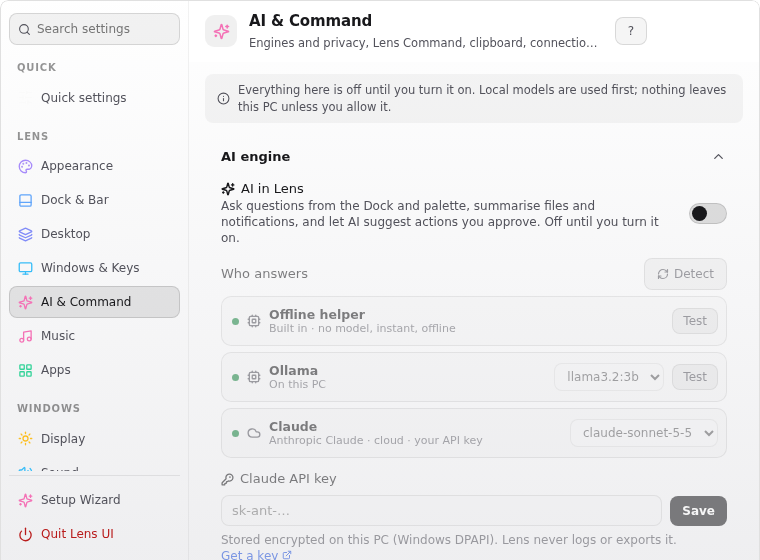 Search settings
QUICK
Quick settings
LENS
Appearance
Dock & Bar
Desktop
Windows & Keys
AI & Command
Music
Apps
WINDOWS
Display
Sound
Setup Wizard
Quit Lens UI
AI & Command
Engines and privacy, Lens Command, clipboard, connectio...
?
Everything here is off until you turn it on. Local models are used first; nothing leaves
this PC unless you allow it.
AI engine
AI in Lens
Ask questions from the Dock and palette, summarise files and
notifications, and let AI suggest actions you approve. Off until you turn it
on.
Who answers
Detect
Offline helper
Built in · no model, instant, offline
Test
Ollama
On this PC
llama3.2:3b
Test
Claude
Anthropic Claude · cloud · your API key
claude-sonnet-5-5
Claude API key
sk-ant-...
Save
Stored encrypted on this PC (Windows DPAPI). Lens never logs or exports it.
Get a key